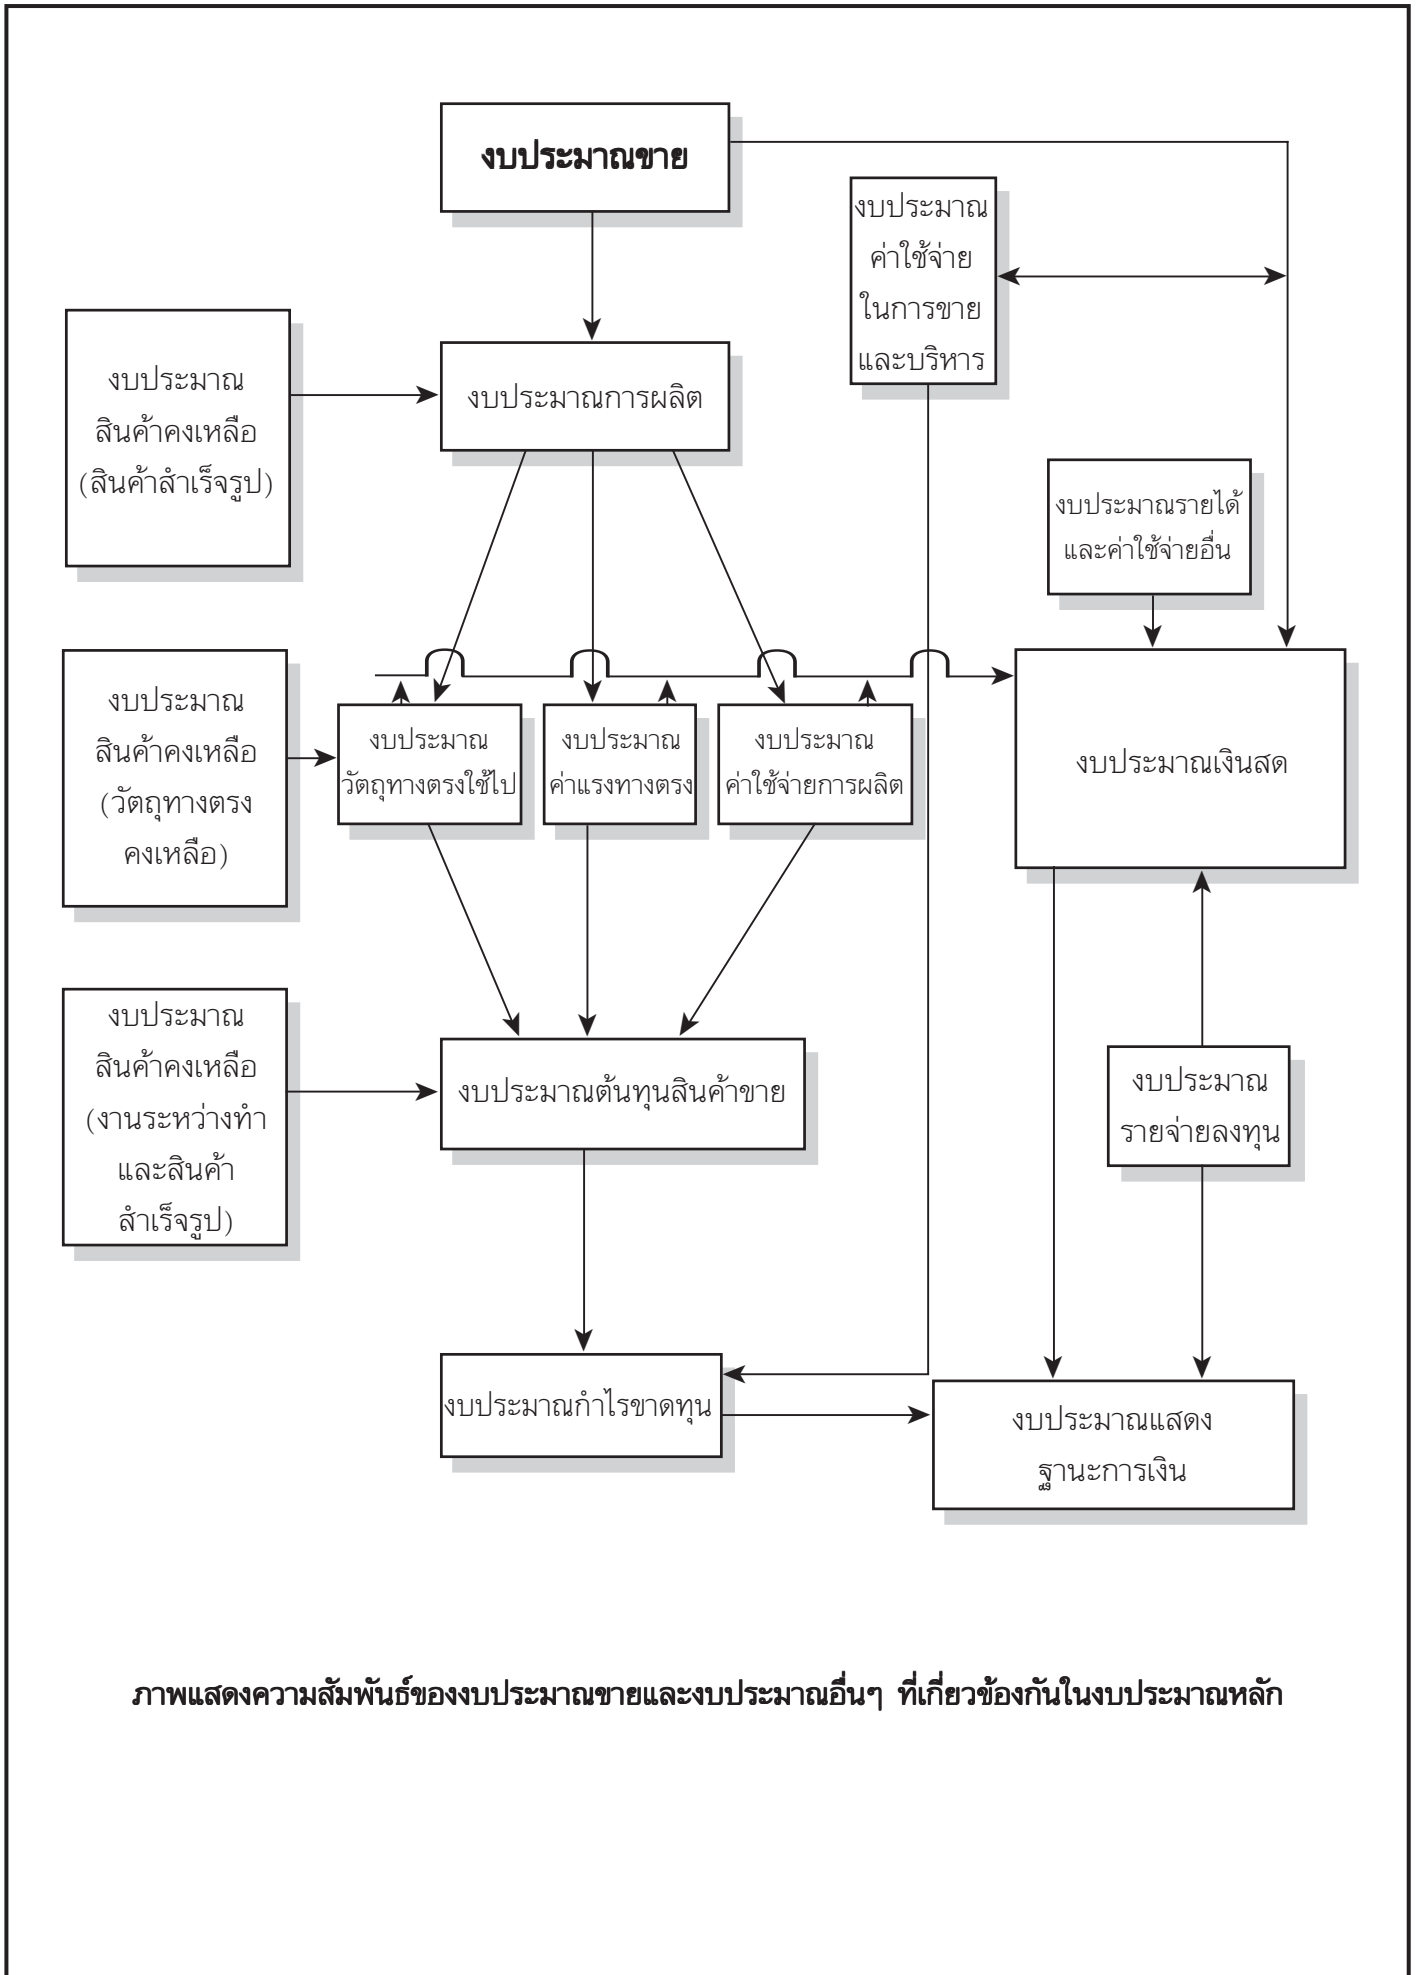 งบประมาณขาย
งบประมาณ
ค่าใช้จ่าย
ในการขาย
และบริหาร
งบประมาณ
สินค้าคงเหลือ
(สินค้าสำเร็จรูป)
งบประมาณการผลิต
งบประมาณรายได้
และค่าใช้จ่ายอื่น
งบประมาณ
สินค้าคงเหลือ
(วัตถุทางตรง
คงเหลือ)
งบประมาณ
วัตถุทางตรงใช้ไป
งบประมาณ
ค่าแรงทางตรง
งบประมาณ
ค่าใช้จ่ายการผลิต
งบประมาณเงินสด
งบประมาณ
สินค้าคงเหลือ
(งานระหว่างทำ
และสินค้า
สำเร็จรูป)
งบประมาณต้นทุนสินค้าขาย
งบประมาณ
รายจ่ายลงทุน
งบประมาณกำไรขาดทุน
งบประมาณแสดง
ฐานะการเงิน
ภาพแสดงความสัมพันธ์ของงบประมาณขายและงบประมาณอื่นๆ ที่เกี่ยวข้องกันในงบประมาณหลัก